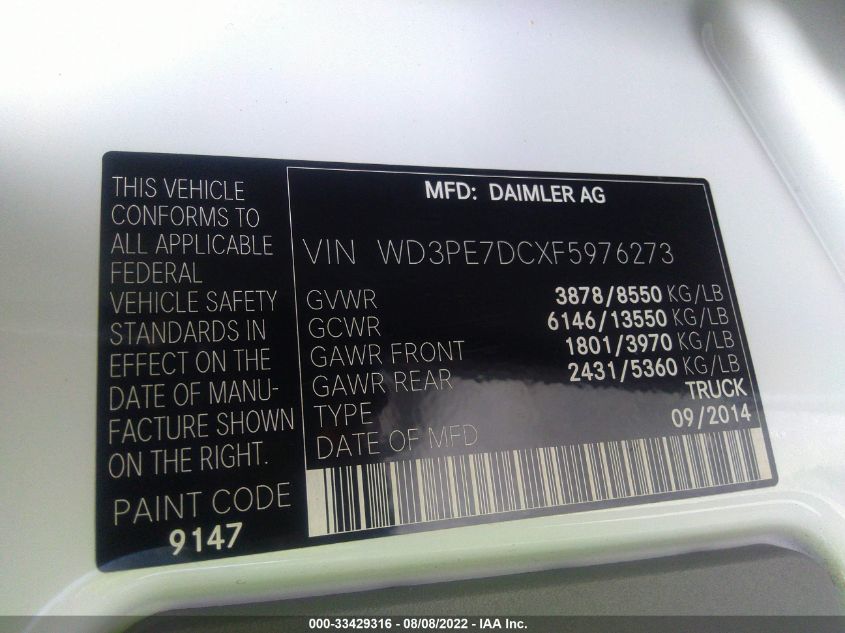 THIS VEHICLE
CONFORMS TO
ALL APPLICABLE
FEDERAL
VEHICLE SAFETY
STANDARDS IN
EFFECT ON THE
DATE OF MANU-
FACTURE SHOWN
ON THE RIGHT.
PAINT CODE
9147
MFD: DAIMLER AG
VIN WD3PE7DCXF5976273
GVWR 3878/8550 KG/LB
GCWR 6146/13550 KG/LB
GAWR FRONT 1801/3970 KG/LB
GAWR REAR 2431/5360 KG/LB
TYPE TRUCK
DATE OF MFD 09/2014
000-33429316 - 08/08/2022 - IAA Inc.